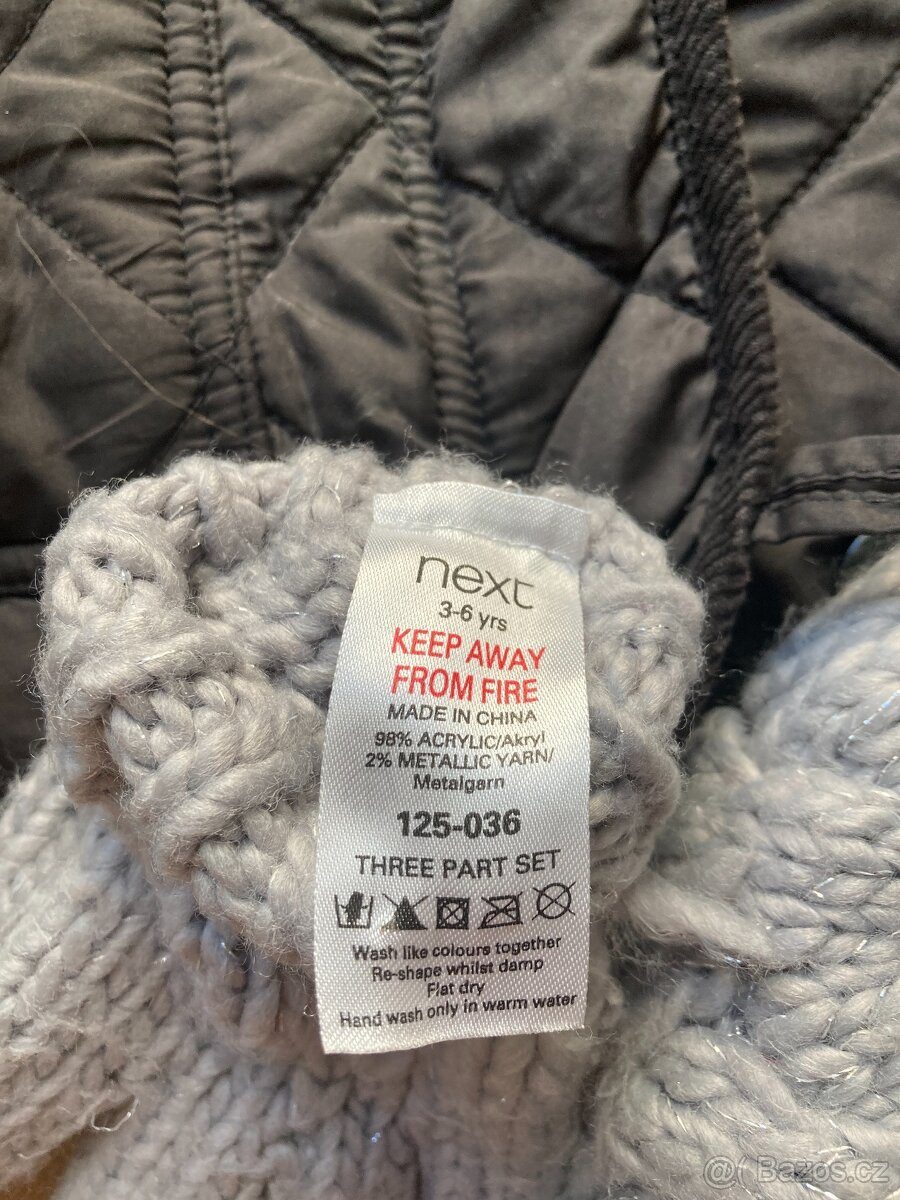 next
3-6 yrs
KEEP AWAY
FROM FIRE
MADE IN CHINA
98% ACRYLIC/Akryl
2% METALLIC YARN/
Metalgarn
125-036
THREE PART SET
Wash like colours together
Re-shape whilst damp
Flat dry
Hand wash only in warm water
@ Bazos.cz